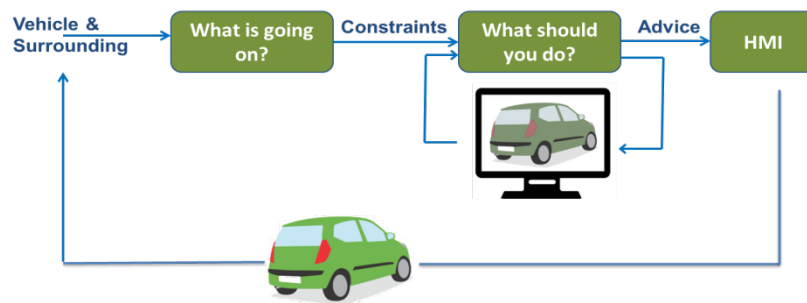 Vehicle &
Surrounding
What is going
on?
Constraints
What should
you do?
Advice
HMI